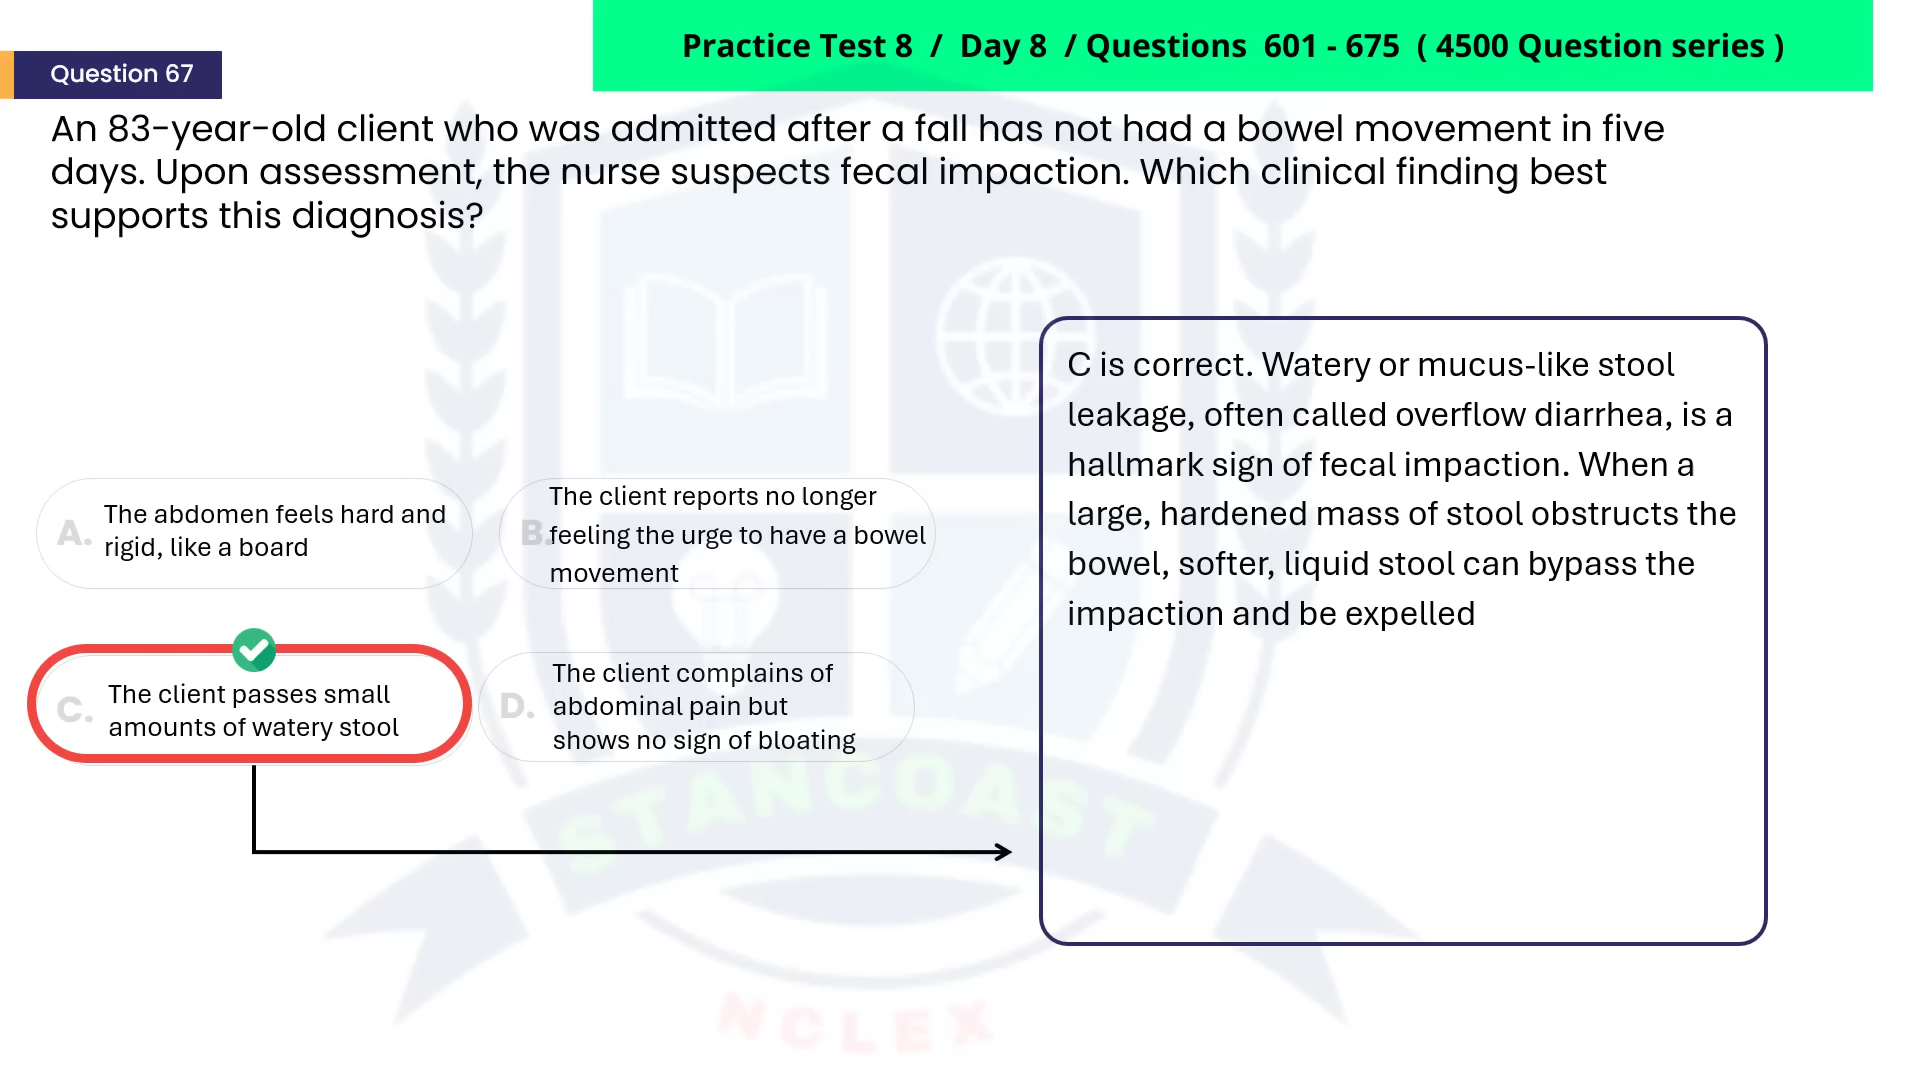 Practice Test 8 / Day 8 / Questions 601 - 675 ( 4500 Question series )
Question 67
An 83-year-old client who was admitted after a fall has not had a bowel movement in five
days. Upon assessment, the nurse suspects fecal impaction. Which clinical finding best
supports this diagnosis?
A. The abdomen feels hard and
rigid, like a board
B. The client reports no longer
feeling the urge to have a bowel
movement
C. The client passes small
amounts of watery stool
D. The client complains of
abdominal pain but
shows no sign of bloating
C is correct. Watery or mucus-like stool
leakage, often called overflow diarrhea, is a
hallmark sign of fecal impaction. When a
large, hardened mass of stool obstructs the
bowel, softer, liquid stool can bypass the
impaction and be expelled
STANCOAST
NCLEX